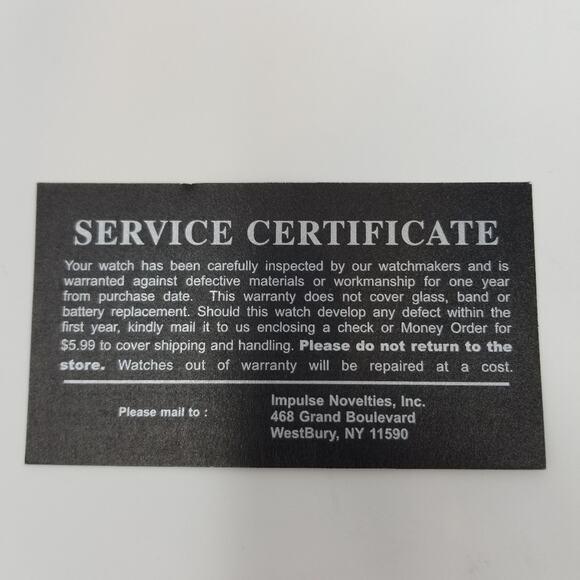 SERVICE CERTIFICATE
Your watch has been carefully inspected by our watchmakers and is
warranted against defective materials or workmanship for one year
from purchase date. This warranty does not cover glass, band or
battery replacement. Should this watch develop any defect within the
first year, kindly mail it to us enclosing a check or Money Order for
$5.99 to cover shipping and handling. Please do not return to the
store. Watches out of warranty will be repaired at a cost.
Please mail to :
Impulse Novelties, Inc.
468 Grand Boulevard
WestBury, NY 11590